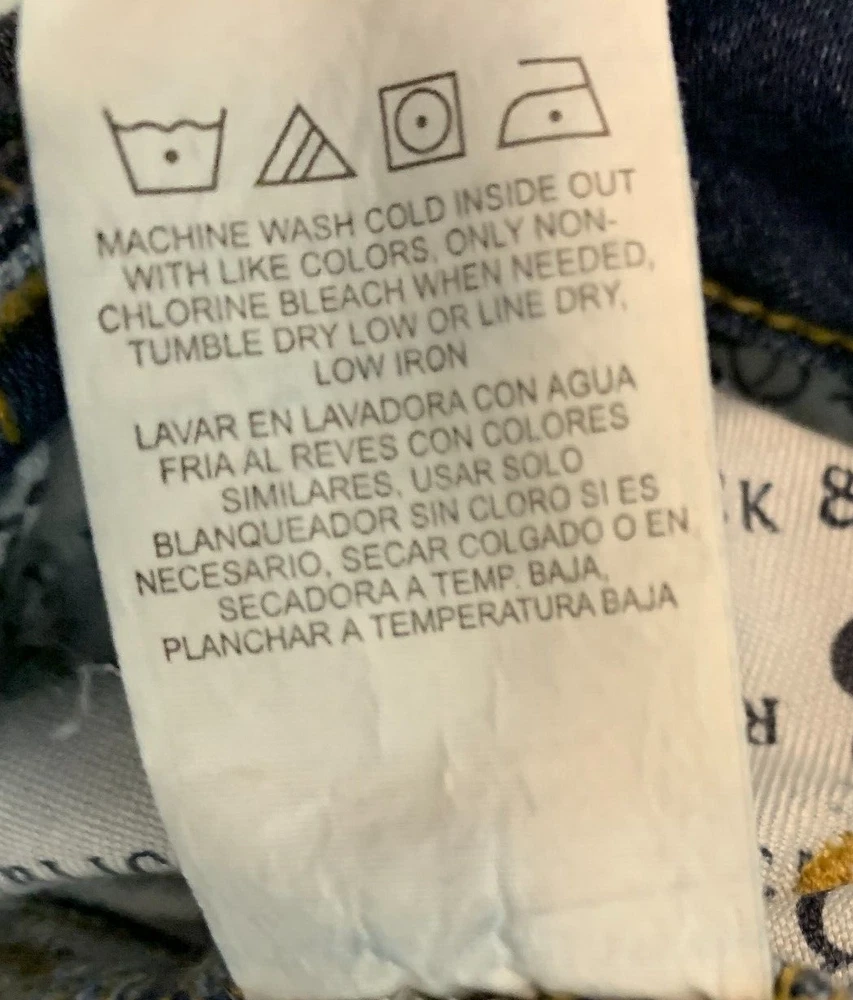 MACHINE WASH COLD INSIDE OUT
WITH LIKE COLORS, ONLY NON-
CHLORINE BLEACH WHEN NEEDED,
TUMBLE DRY LOW OR LINE DRY,
LOW IRON
LAVAR EN LAVADORA CON AGUA
FRIA AL REVES CON COLORES
SIMILARES, USAR SOLO
BLANQUEADOR SIN CLORO SI ES
NECESARIO, SECAR COLGADO O EN
SECADORA A TEMP. BAJA,
PLANCHAR A TEMPERATURA BAJA
K 8
R